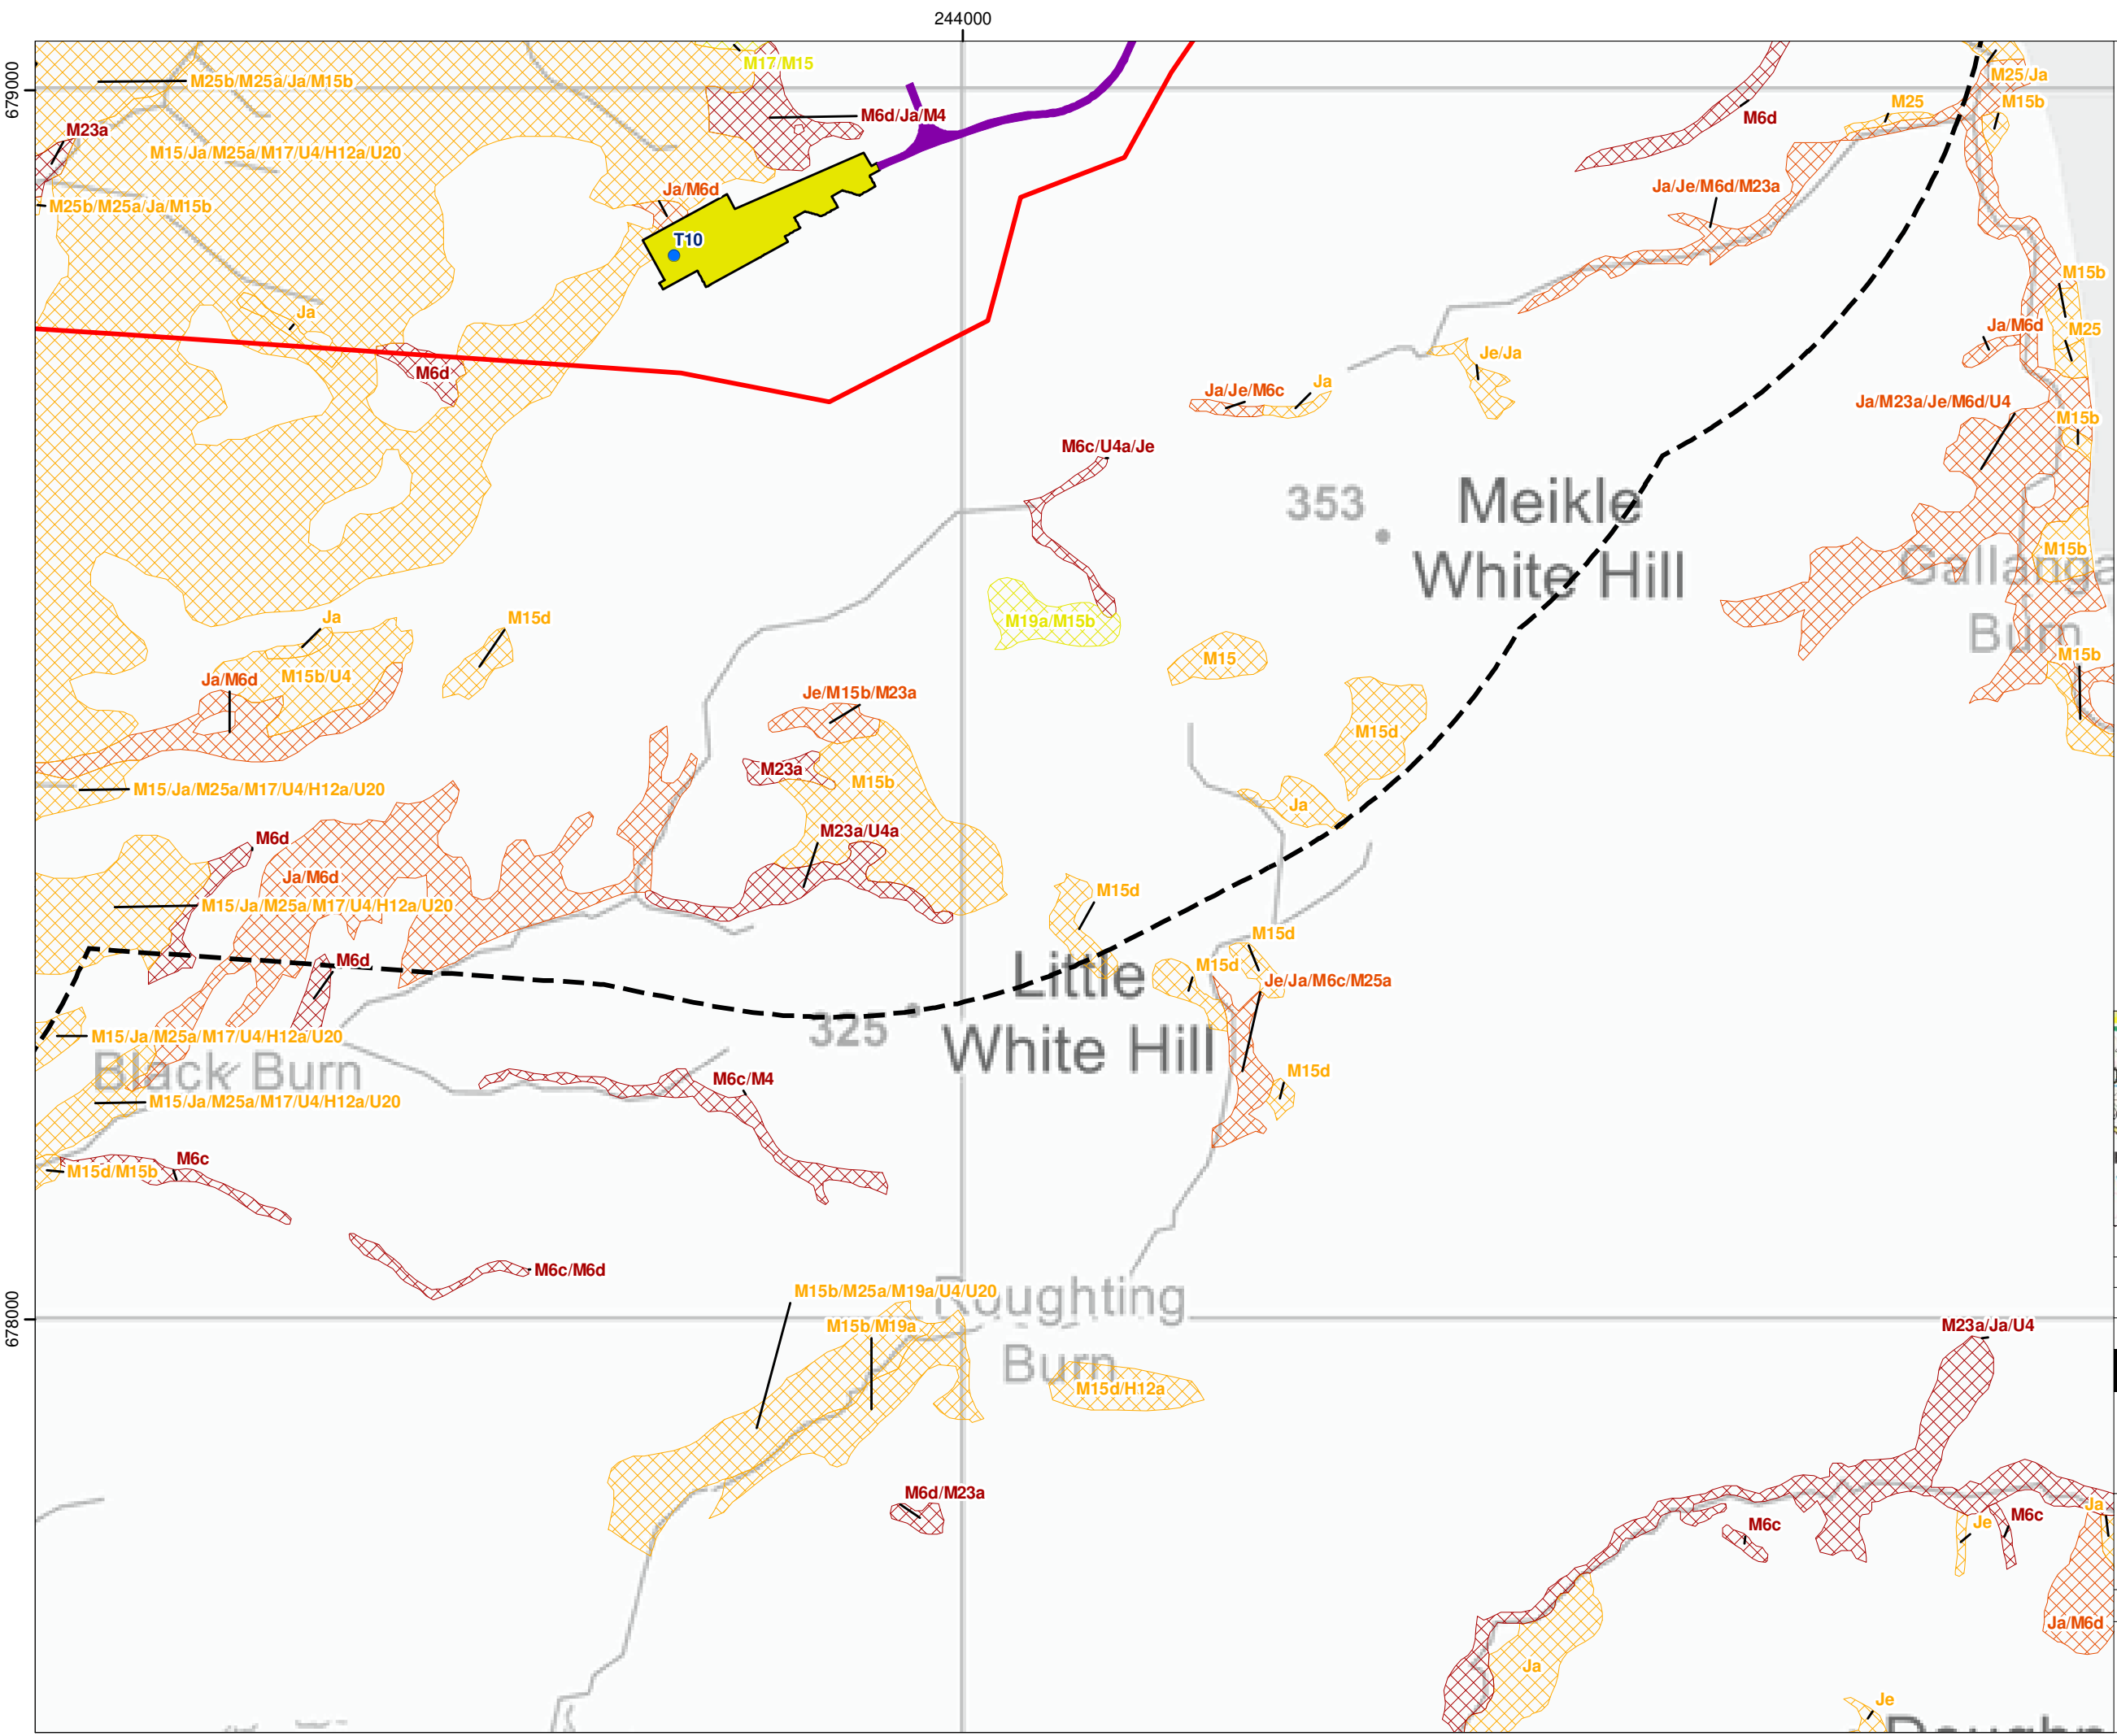 244000
679000
M17/M15
M25b/M25a/Ja/M15b
M25/Ja
M25
M15b
M6d/Ja/M4
M6d
M23a
M15/Ja/M25a/M17/U4/H12a/U20
Ja/M6d
Ja/Je/M6d/M23a
M25b/M25a/Ja/M15b
T10
M15b
Ja
M25
Ja/M6d
Je/Ja
M6d
Ja
Ja/Je/M6c
Ja/M23a/Je/M6d/U4
M15b
M6c/U4a/Je
353
Meikle
White Hill
M15b
Ja
M15d
M19a/M15b
M15b
M15
M15b/U4
Ja/M6d
Je/M15b/M23a
M15d
M23a
M15b
M15/Ja/M25a/M17/U4/H12a/U20
Ja
M23a/U4a
M6d
Ja/M6d
M15d
M15/Ja/M25a/M17/U4/H12a/U20
M15d
M6d
M15d
Little
White Hill
Je/Ja/M6c/M25a
325
M15/Ja/M25a/M17/U4/H12a/U20
Black Burn
M15d
M6c/M4
M15/Ja/M25a/M17/U4/H12a/U20
M6c
M15d/M15b
M6c/M6d
M15b/M25a/M19a/U4/U20
Roughting
Burn
678000
M15b/M19a
M23a/Ja/U4
M15d/H12a
M6d/M23a
Ja
M6c
Je
M6c
Ja/M6d
Ja
Je